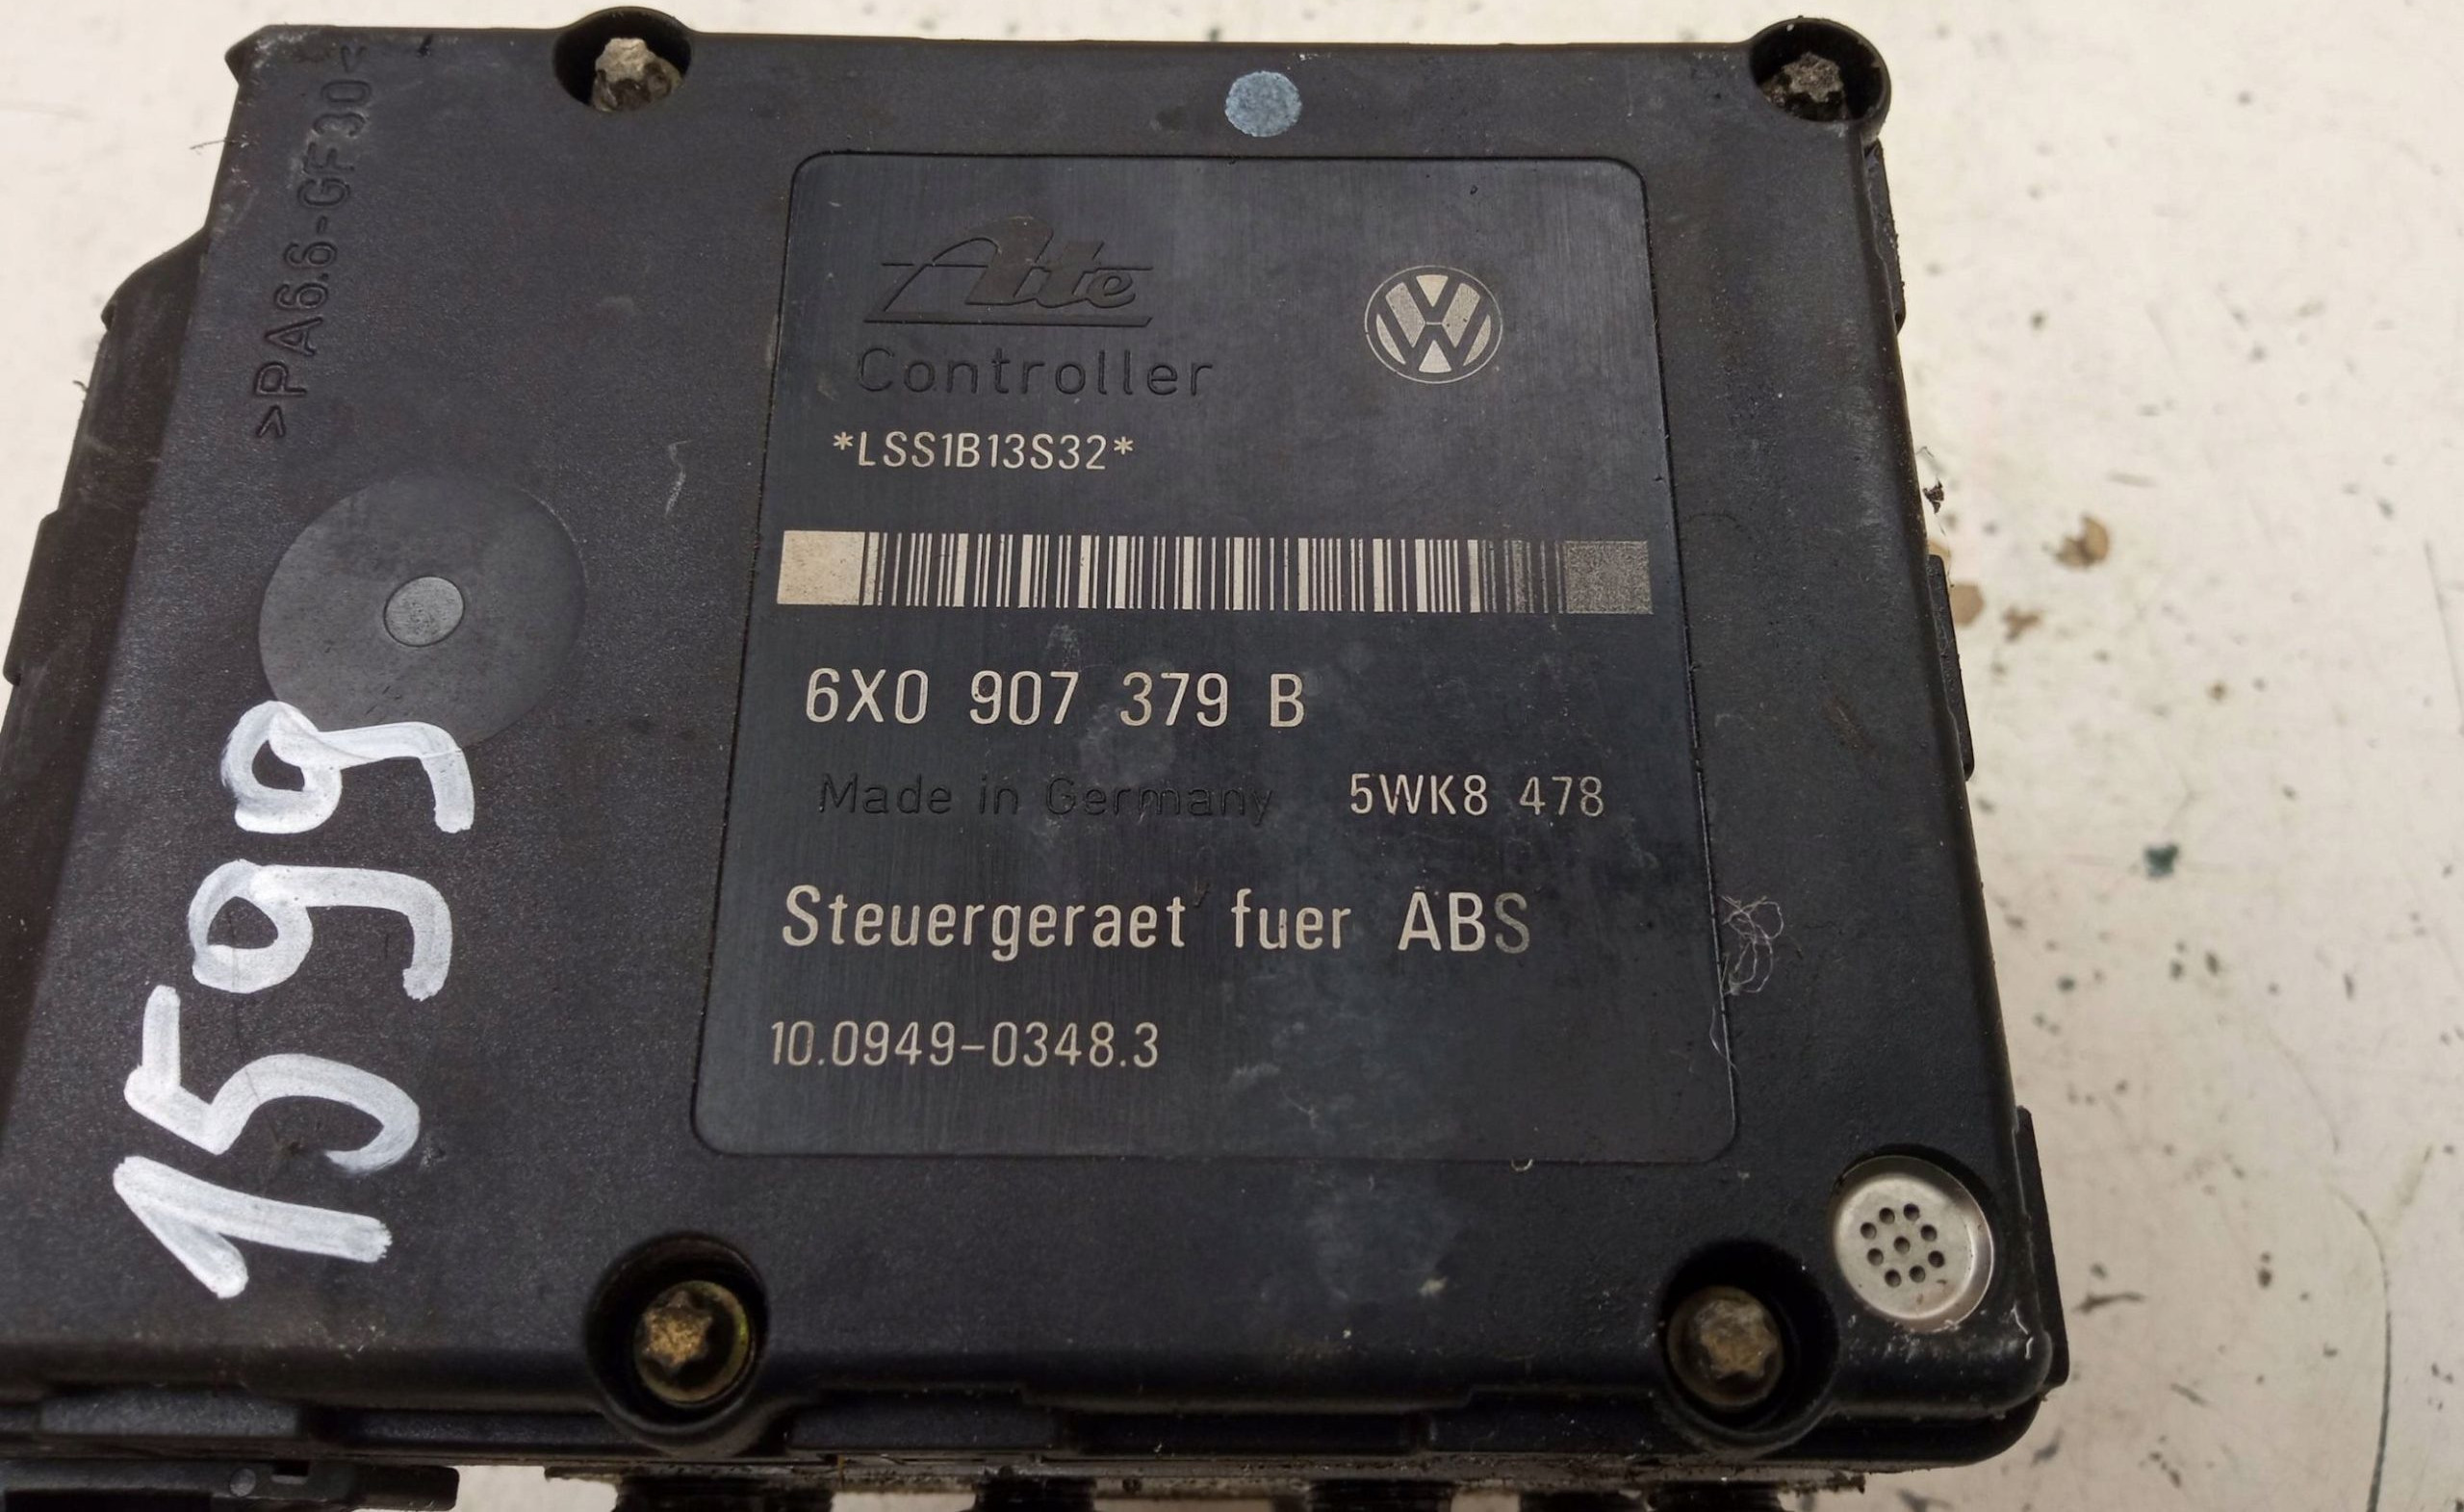 >PA6.6-GF30<
Ate
Controller
*LSS1B13S32*
6X0 907 379 B
Made in Germany 5WK8 478
Steuergeraet fuer ABS
10.0949-0348.3
1599